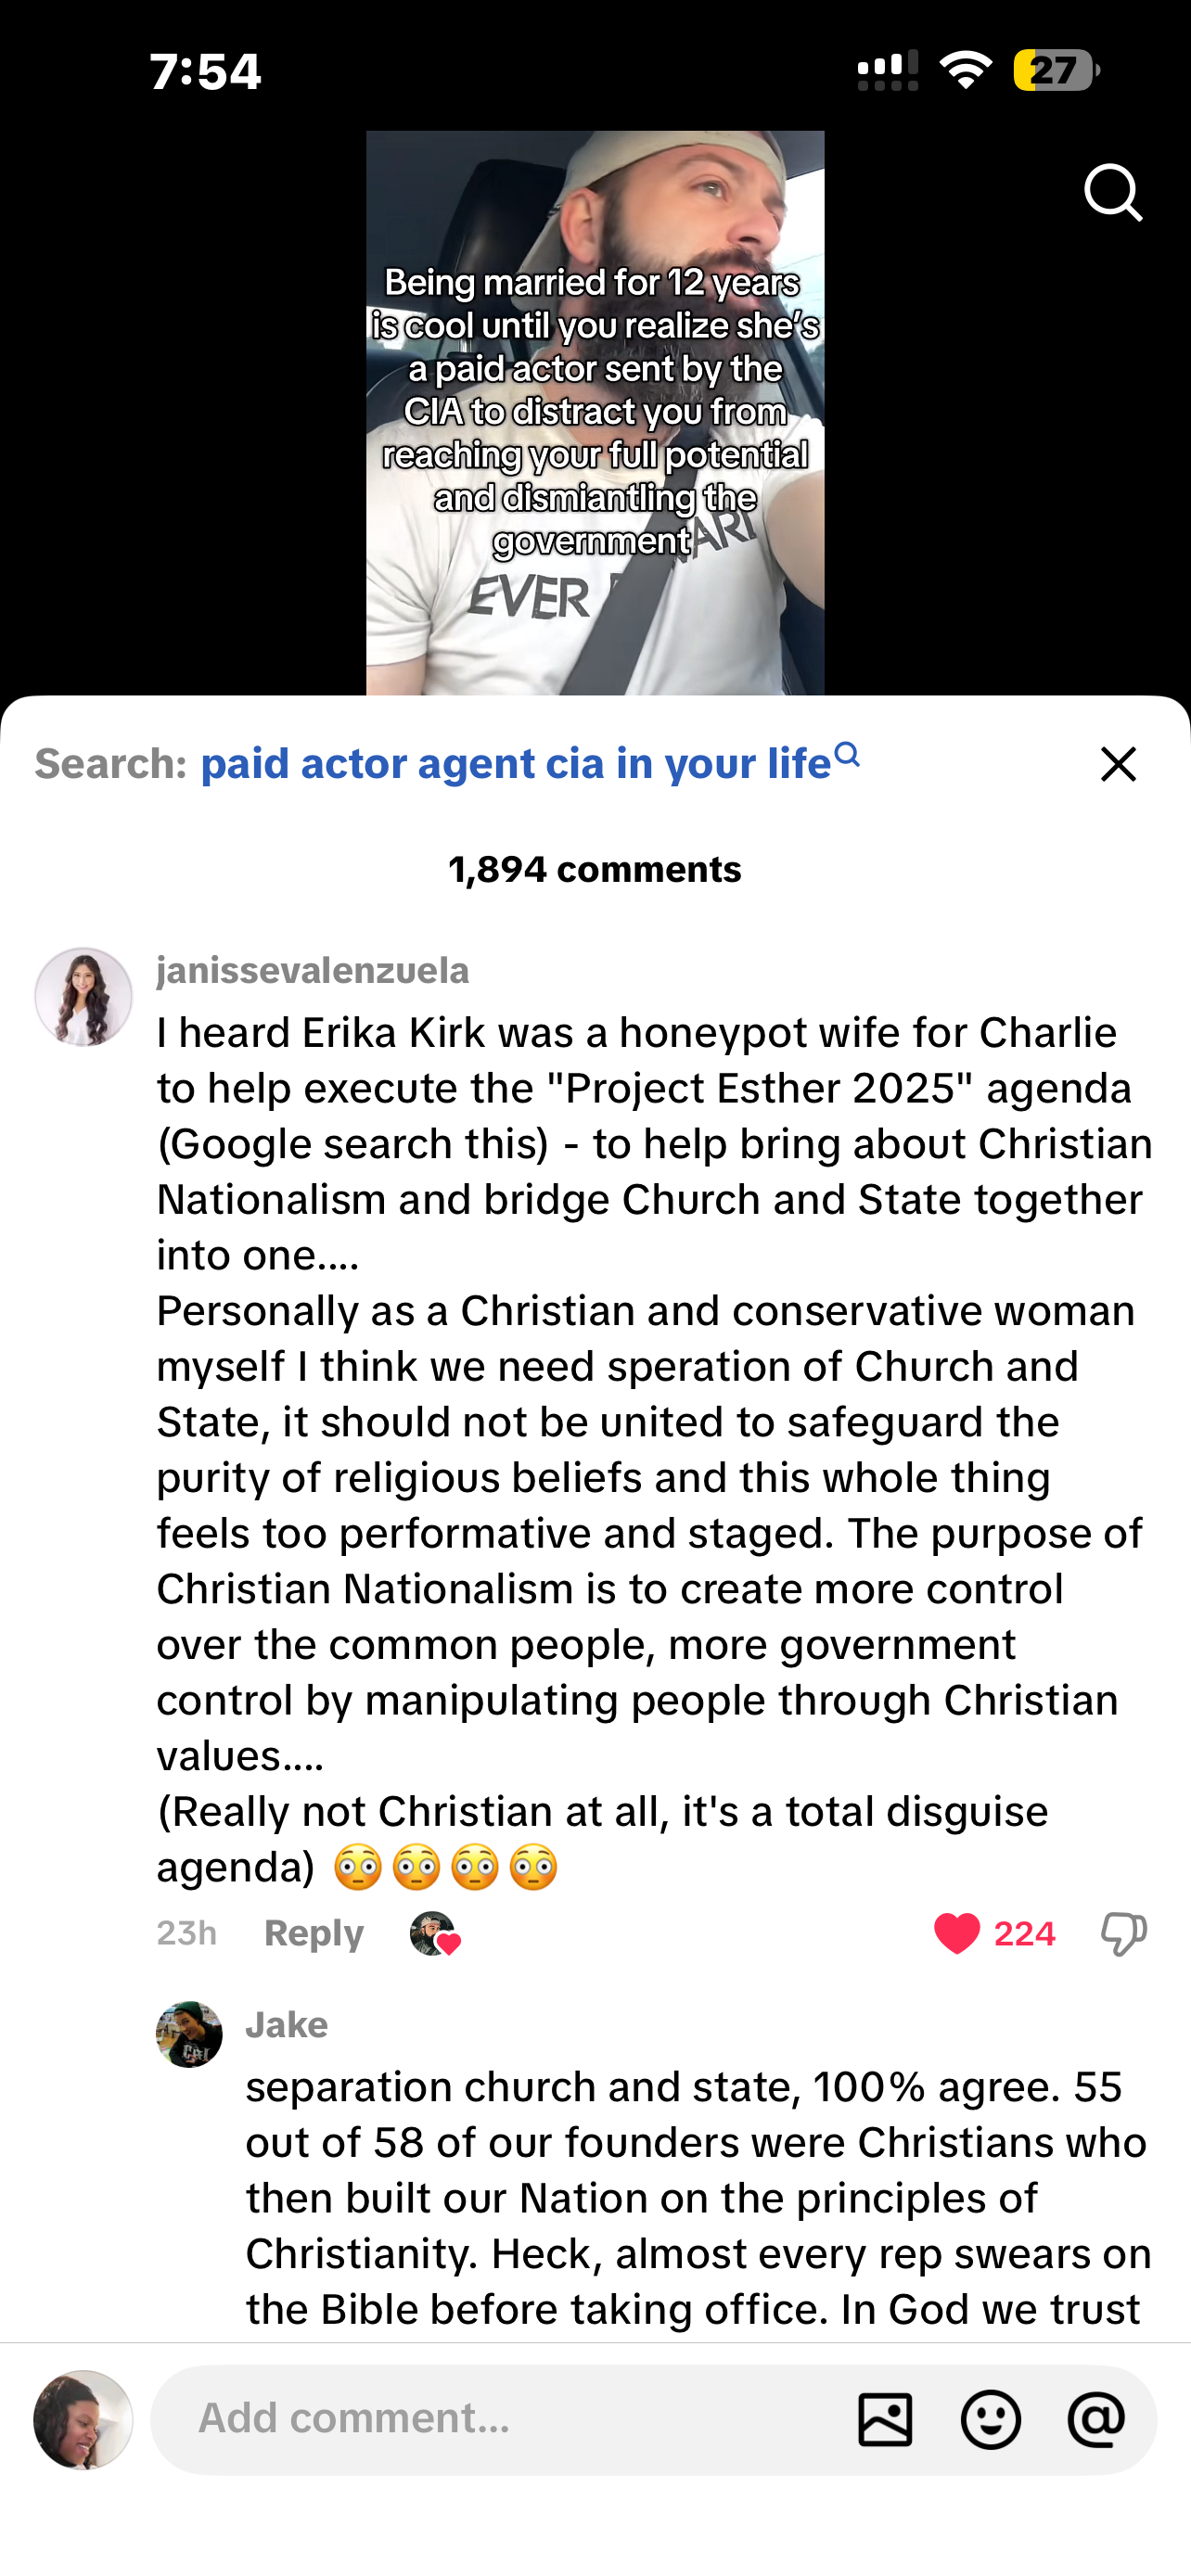 7:54
27
Being married for 12 years
is cool until you realize she's
a paid actor sent by the
CIA to distract you from
reaching your full potential
and dismiantling the
government
EVER
ARD
Search: paid actor agent cia in your life
1,894 comments
janissevalenzuela
I heard Erika Kirk was a honeypot wife for Charlie
to help execute the "Project Esther 2025" agenda
(Google search this) - to help bring about Christian
Nationalism and bridge Church and State together
into one....
Personally as a Christian and conservative woman
myself I think we need speration of Church and
State, it should not be united to safeguard the
purity of religious beliefs and this whole thing
feels too performative and staged. The purpose of
Christian Nationalism is to create more control
over the common people, more government
control by manipulating people through Christian
values....
(Really not Christian at all, it's a total disguise
agenda) 😳😳😳😳
23h Reply 224
Jake
separation church and state, 100% agree. 55
out of 58 of our founders were Christians who
then built our Nation on the principles of
Christianity. Heck, almost every rep swears on
the Bible before taking office. In God we trust
Add comment...